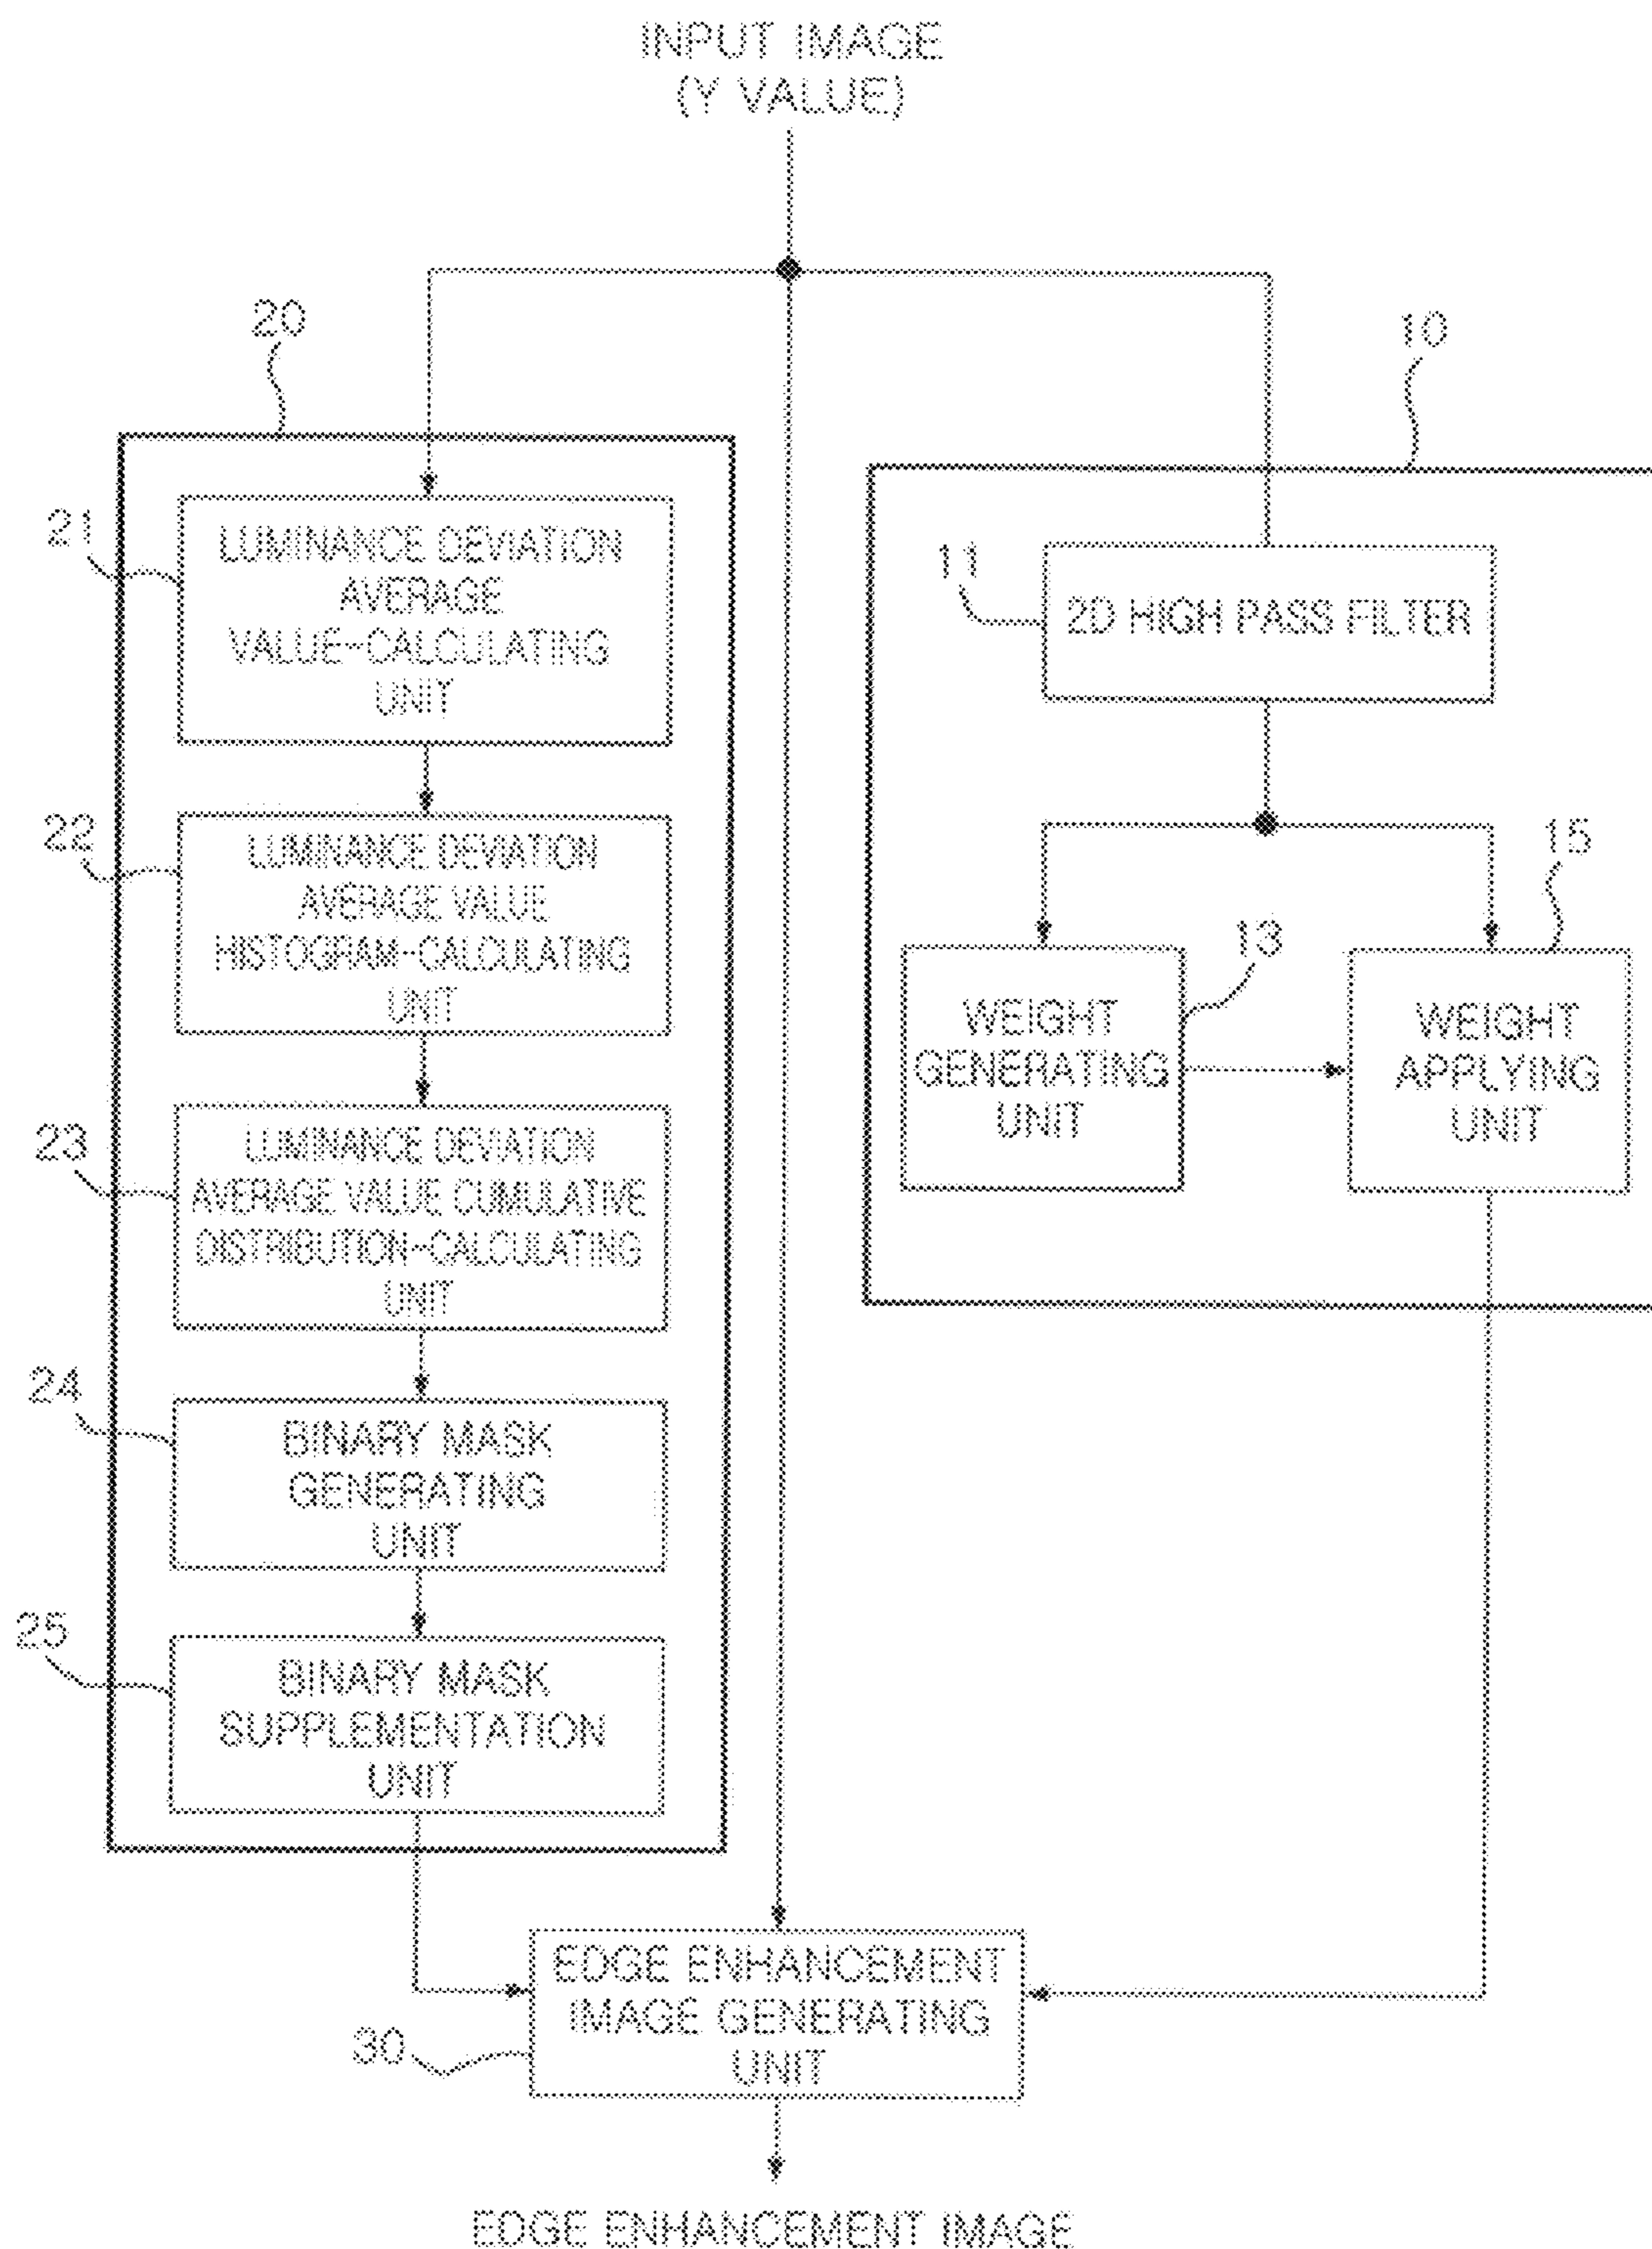 INPUT IMAGE
(Y VALUE)
20
10
21
LUMINANCE DEVIATION
AVERAGE
VALUE-CALCULATING
UNIT
11
2D HIGH PASS FILTER
22
LUMINANCE DEVIATION
AVERAGE VALUE
HISTOGRAM-CALCULATING
UNIT
15
13
WEIGHT
GENERATING
UNIT
WEIGHT
APPLYING
UNIT
23
LUMINANCE DEVIATION
AVERAGE VALUE CUMULATIVE
DISTRIBUTION-CALCULATING
UNIT
24
BINARY MASK
GENERATING
UNIT
25
BINARY MASK
SUPPLEMENTATION
UNIT
EDGE ENHANCEMENT
IMAGE GENERATING
UNIT
30
EDGE ENHANCEMENT IMAGE